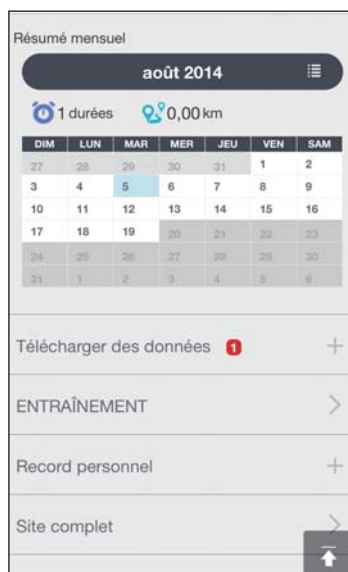 Résumé mensuel
août 2014
1 durées 0,00 km
DIM LUN MAR MER JEU VEN SAM
27 28 29 30 31 1 2
3 4 5 6 7 8 9
10 11 12 13 14 15 16
17 18 19 20 21 22 23
24 25 26 27 28 29 30
31 1 2 3 4 5 6
Télécharger des données 1
ENTRAÎNEMENT
Record personnel
Site complet